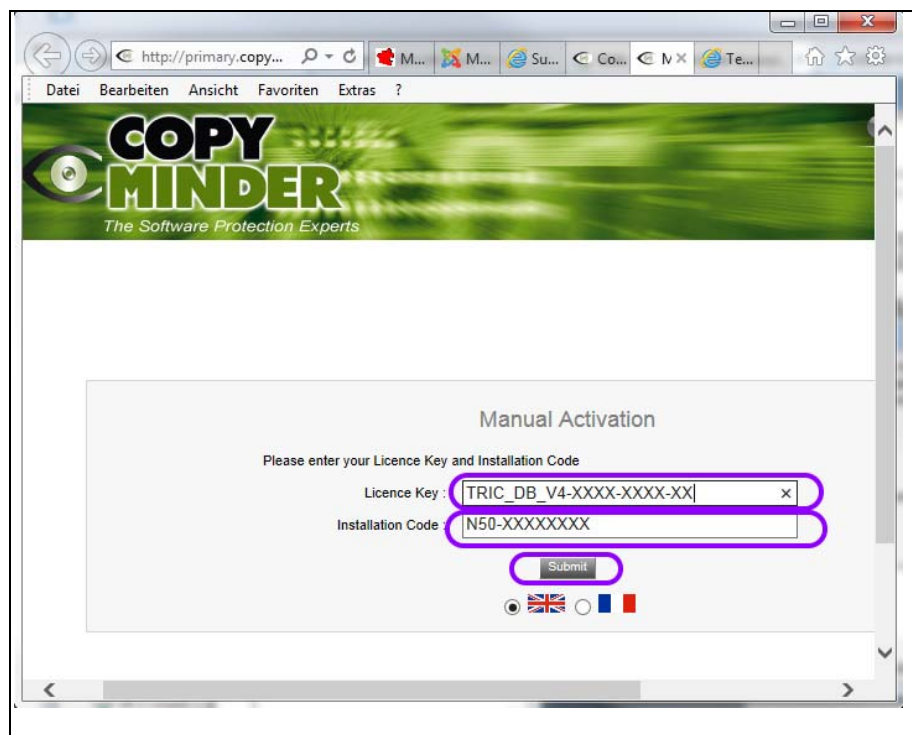 http://primary.copy... M... M... Su... Co... M Te...
Datei Bearbeiten Ansicht Favoriten Extras ?
COPY
MINDER
The Software Protection Experts
Manual Activation
Please enter your Licence Key and Installation Code
Licence Key : TRIC_DB_V4-XXXX-XXXX-XX
Installation Code : N50-XXXXXXXX
Submit